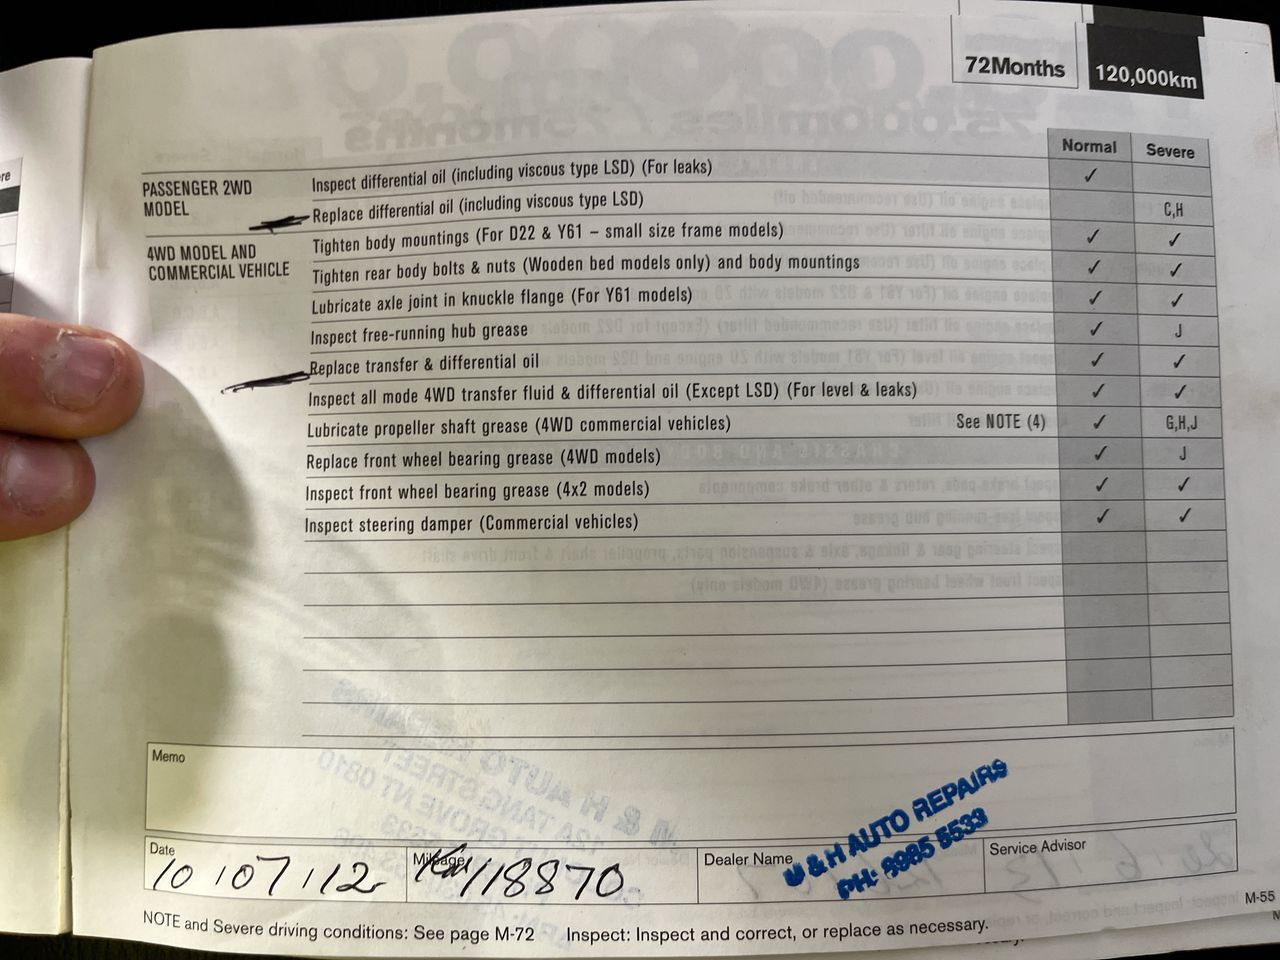 72Months 120,000km
Normal Severe
PASSENGER 2WD MODEL
Inspect differential oil (including viscous type LSD) (For leaks) ✓
Replace differential oil (including viscous type LSD) C,H
4WD MODEL AND COMMERCIAL VEHICLE
Tighten body mountings (For D22 & Y61 – small size frame models) ✓ ✓
Tighten rear body bolts & nuts (Wooden bed models only) and body mountings ✓ ✓
Lubricate axle joint in knuckle flange (For Y61 models) ✓ ✓
Inspect free-running hub grease ✓ J
Replace transfer & differential oil ✓ ✓
Inspect all mode 4WD transfer fluid & differential oil (Except LSD) (For level & leaks) ✓ ✓
Lubricate propeller shaft grease (4WD commercial vehicles) See NOTE (4) ✓ G,H,J
Replace front wheel bearing grease (4WD models) ✓ J
Inspect front wheel bearing grease (4x2 models) ✓ ✓
Inspect steering damper (Commercial vehicles) ✓ ✓
Memo
Date Mileage Dealer Name Service Advisor
10/07/12 118870
& H AUTO REPAIRS
PH: 8985 5533
M-55
NOTE and Severe driving conditions: See page M-72 Inspect: Inspect and correct, or replace as necessary.